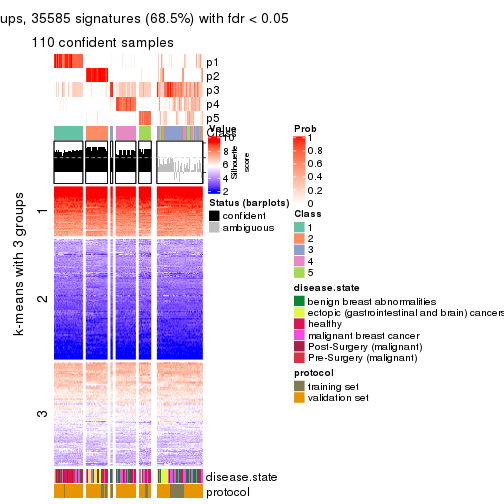 ups, 35585 signatures (68.5%) with fdr < 0.05
110 confident samples
p1
p2
p3
p4
p5
Class
Value
10
8
6
4
2
Silhouette
score
Prob
1
0.8
0.6
0.4
0.2
0
Status (barplots)
confident
ambiguous
Class
1
2
3
4
5
disease.state
benign breast abnormalities
ectopic (gastrointestinal and brain) cancers
healthy
malignant breast cancer
Post-Surgery (malignant)
Pre-Surgery (malignant)
protocol
training set
validation set
k-means with 3 groups
1
2
3
disease.state
protocol